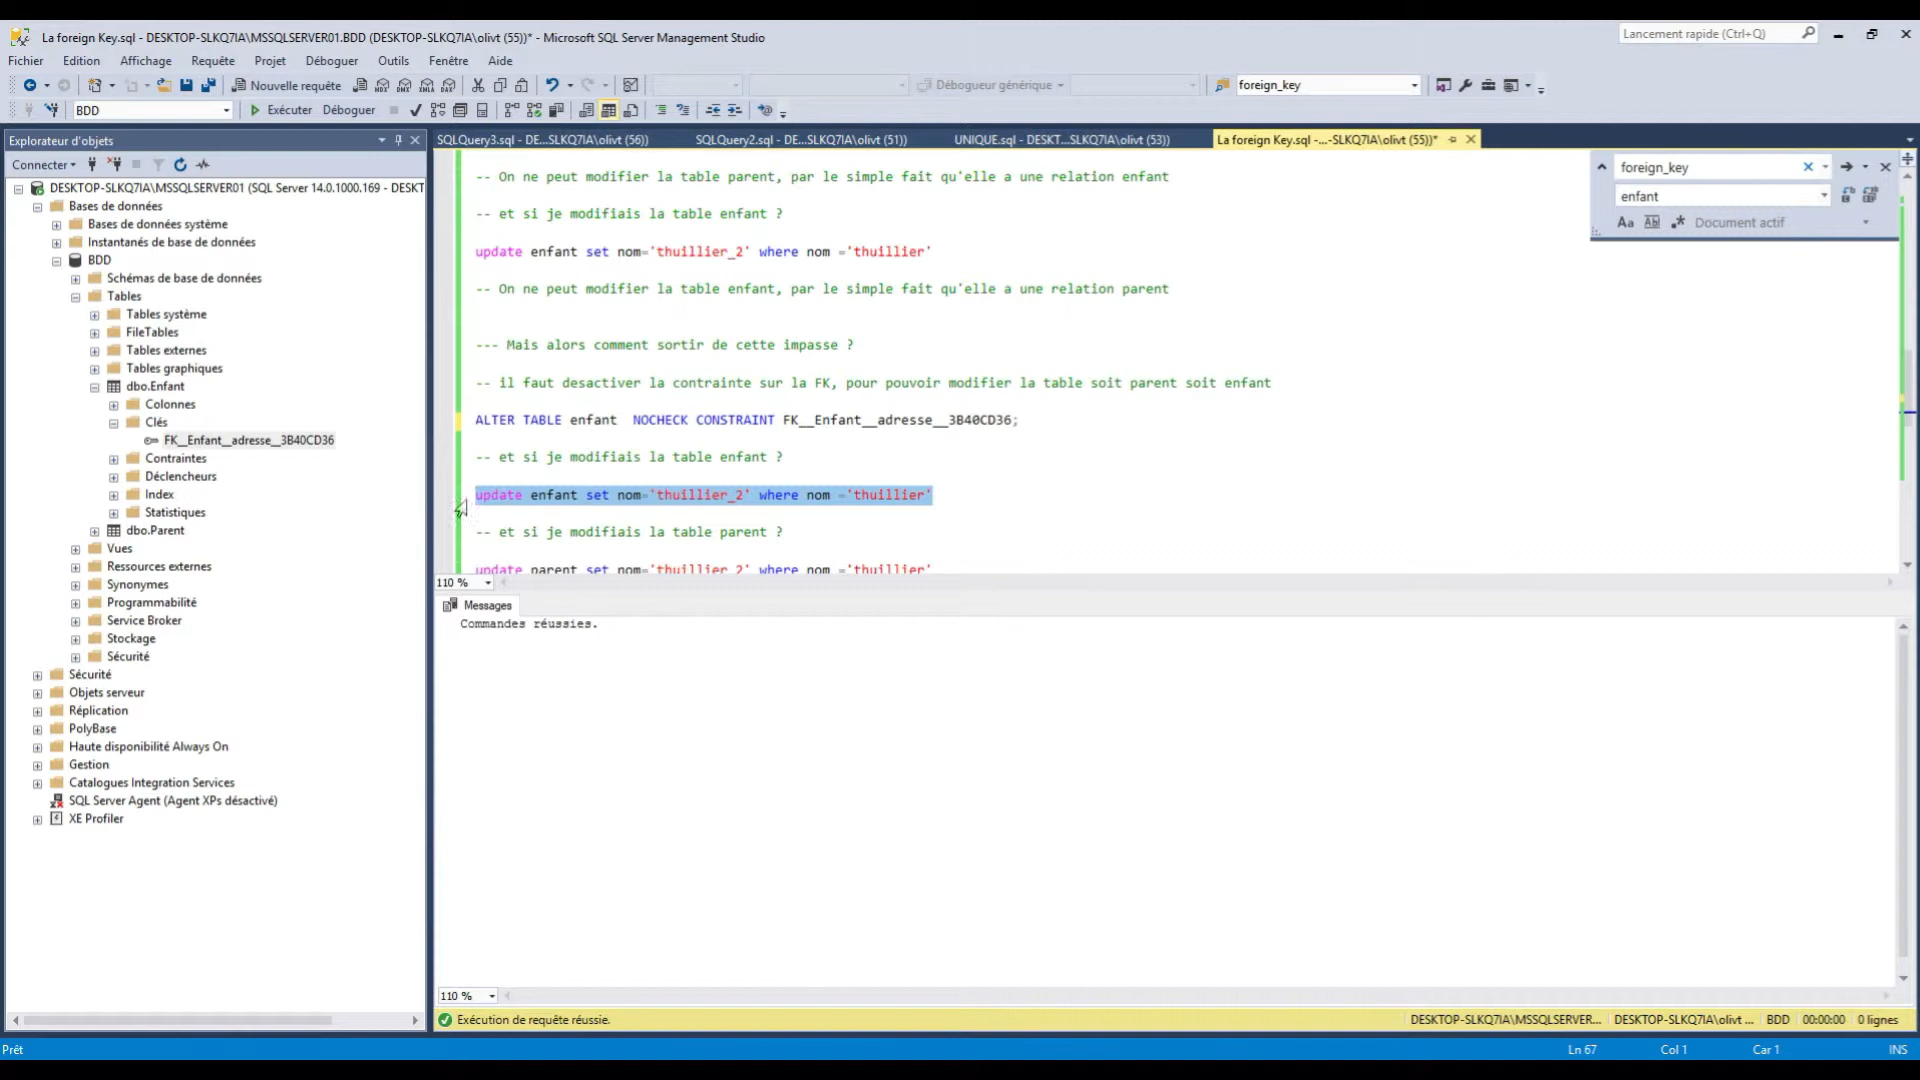 La foreign Key.sql - DESKTOP-SLKQ7IA\MSSQLSERVER01.BDD (DESKTOP-SLKQ7IA\olivt (55))* - Microsoft SQL Server Management Studio
Lancement rapide (Ctrl+Q)
Fichier Edition Affichage Requête Projet Déboguer Outils Fenêtre Aide
Nouvelle requête
Débogueur générique
foreign_key
BDD
Exécuter Déboguer
Explorateur d'objets
SQLQuery3.sql - DE...SLKQ7IA\olivt (56))
SQLQuery2.sql - DE...SLKQ7IA\olivt (51))
UNIQUE.sql - DESKT...SLKQ7IA\olivt (53))
La foreign Key.sql -...-SLKQ7IA\olivt (55))*
Connecter
DESKTOP-SLKQ7IA\MSSQLSERVER01 (SQL Server 14.0.1000.169 - DESKT
Bases de données
Bases de données système
Instantanés de base de données
BDD
Schémas de base de données
Tables
Tables système
FileTables
Tables externes
Tables graphiques
dbo.Enfant
Colonnes
Clés
FK__Enfant__adresse__3B40CD36
Contraintes
Déclencheurs
Index
Statistiques
dbo.Parent
Vues
Ressources externes
Synonymes
Programmabilité
Service Broker
Stockage
Sécurité
Sécurité
Objets serveur
Réplication
PolyBase
Haute disponibilité Always On
Gestion
Catalogues Integration Services
SQL Server Agent (Agent XPs désactivé)
XE Profiler
foreign_key
enfant
Aa Ab Document actif
-- On ne peut modifier la table parent, par le simple fait qu'elle a une relation enfant
-- et si je modifiais la table enfant ?
update enfant set nom='thuillier_2' where nom ='thuillier'
-- On ne peut modifier la table enfant, par le simple fait qu'elle a une relation parent
--- Mais alors comment sortir de cette impasse ?
-- il faut desactiver la contrainte sur la FK, pour pouvoir modifier la table soit parent soit enfant
ALTER TABLE enfant  NOCHECK CONSTRAINT FK__Enfant__adresse__3B40CD36;
-- et si je modifiais la table enfant ?
update enfant set nom='thuillier_2' where nom ='thuillier'
-- et si je modifiais la table parent ?
update parent set nom='thuillier_2' where nom ='thuillier'
110 %
Messages
Commandes réussies.
110 %
Exécution de requête réussie.
DESKTOP-SLKQ7IA\MSSQLSERVER... DESKTOP-SLKQ7IA\olivt ... BDD 00:00:00 0 lignes
Prêt
Ln 67 Col 1 Car 1 INS